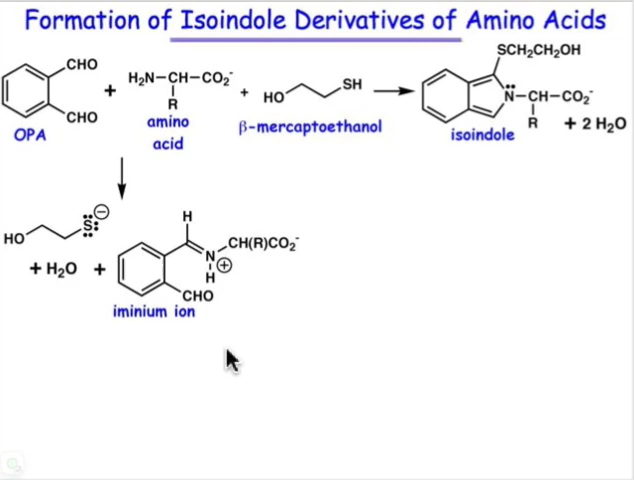 Formation of Isoindole Derivatives of Amino Acids
CHO
CHO
OPA
+
H₂N–CH–CO₂⁻
R
amino
acid
+
HO
SH
β-mercaptoethanol
SCH₂CH₂OH
N–CH–CO₂⁻
R
isoindole
+ 2 H₂O
HO
S
⊖
+ H₂O +
H
N
CH(R)CO₂⁻
⊕
H
CHO
iminium ion